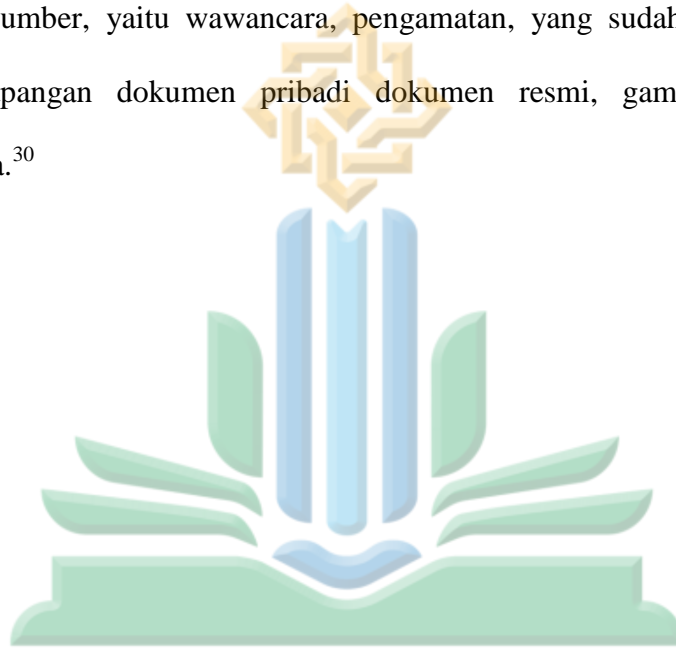 umber, yaitu wawancara, pengamatan, yang sudah
pangan dokumen pribadi dokumen resmi, gam
a.30